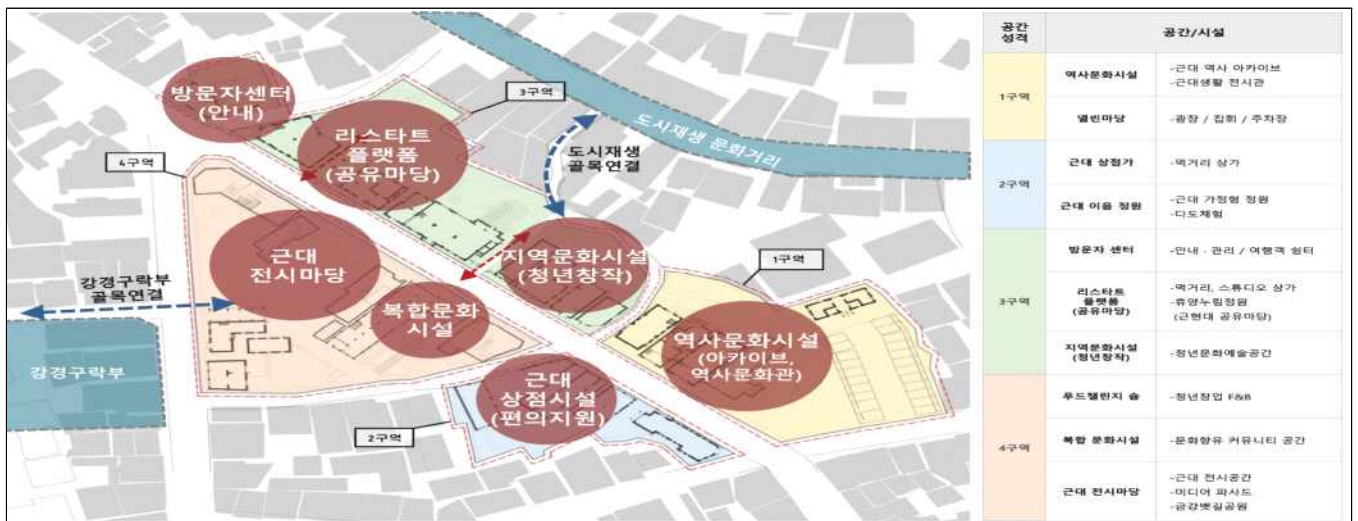 방문자센터
(안내)
3구역
리스타트
플랫폼
(공유마당)
도시재생 문화거리
4구역
도시재생
골목연결
근대
전시마당
지역문화시설
(청년창작)
1구역
강경구락부
골목연결
복합문화
시설
역사문화시설
(아카이브,
역사문화관)
강경구락부
근대
상점시설
(편의지원)
2구역
공간
성격
공간/시설
1구역
역사문화시설
-근대 역사 아카이브
-근대생활 전시관
열린마당
-광장 / 집회 / 주차장
2구역
근대 상점가
-먹거리 상가
근대 이음 정원
-근대 가정형 정원
-다도체험
3구역
방문자 센터
-안내 · 관리 / 여행객 쉼터
리스타트
플랫폼
(공유마당)
-먹거리, 스튜디오 상가
-휴양누림정원
(근현대 공유마당)
지역문화시설
(청년창작)
-청년문화예술공간
4구역
푸드챌린지 숍
-청년창업 F&B
복합 문화시설
-문화향유 커뮤니티 공간
근대 전시마당
-근대 전시공간
-미디어 파사드
-금강뱃길공원